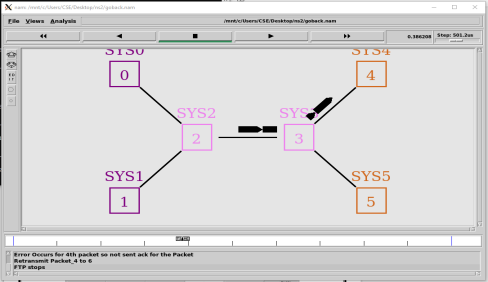 nam: /mnt/c/Users/CSE/Desktop/ns2/goback.nam
File Views Analysis /mnt/c/Users/CSE/Desktop/ns2/goback.nam
0.386208 Step: 501.2us
SYS0 SYS4
0 4
SYS2
2 3
SYS1 SYS5
1 5
Error Occurs for 4th packet so not sent ack for the Packet
Retransmit Packet_4 to 6
FTP stops